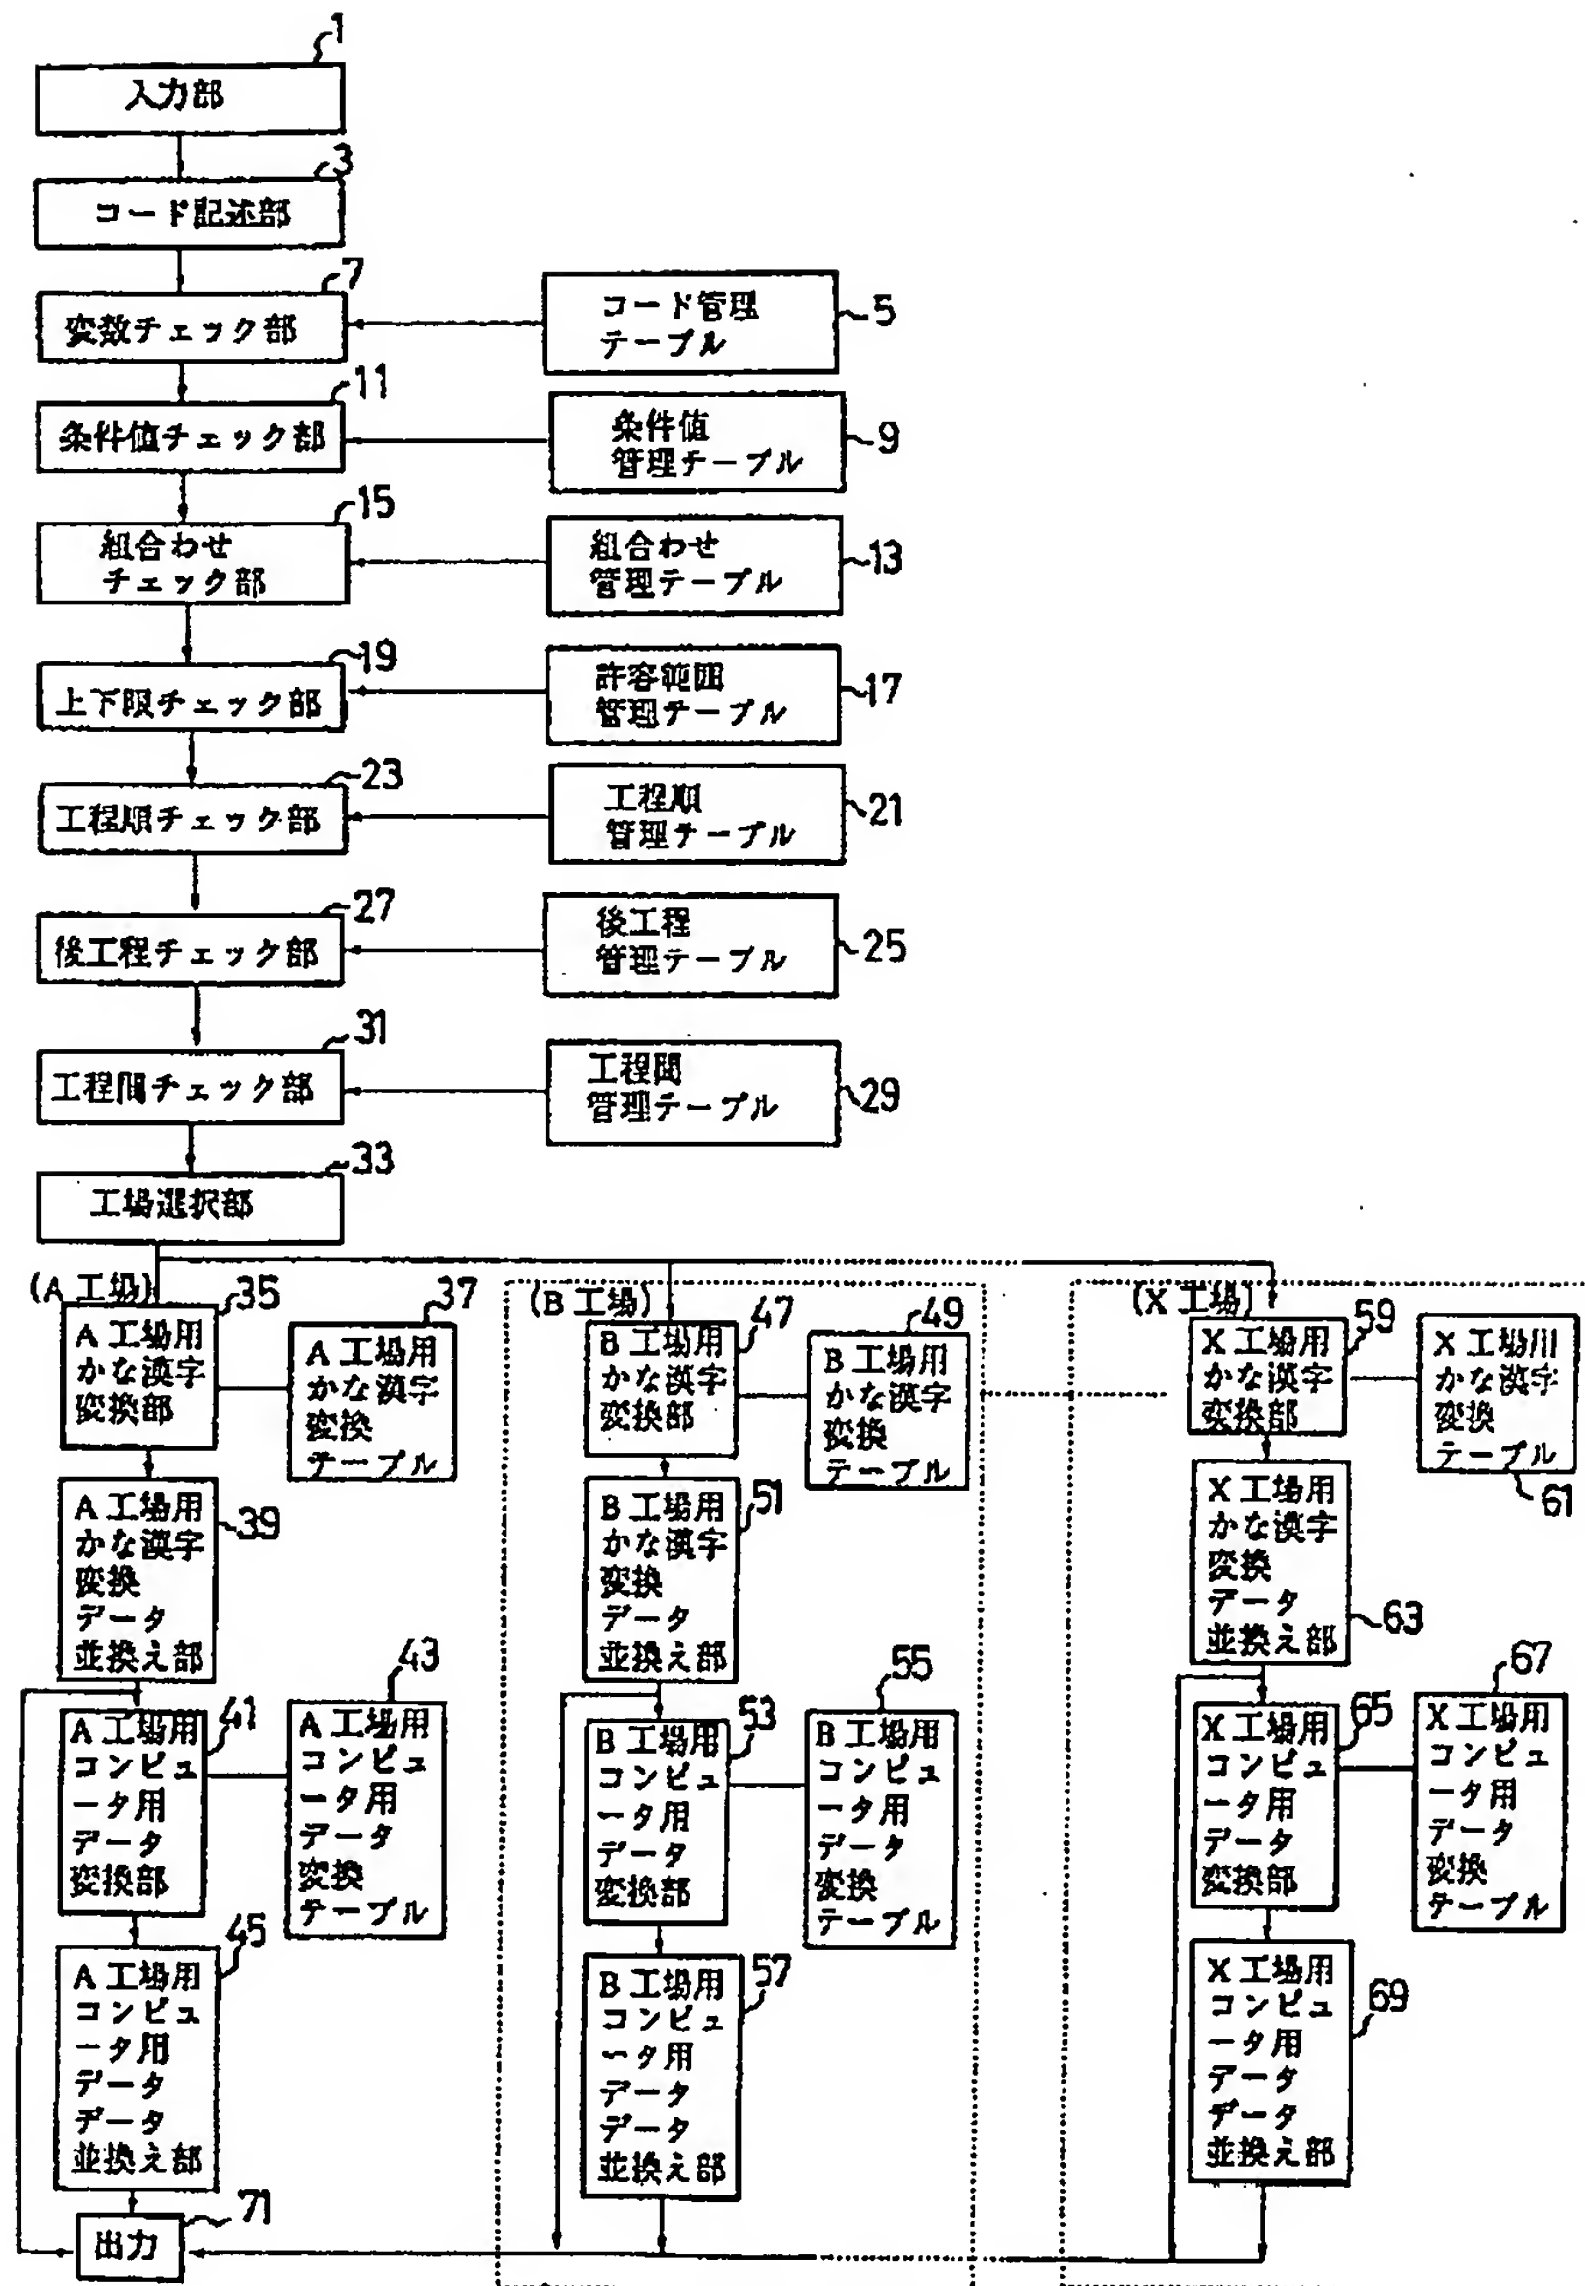 1
入力部
3
コード記述部
7
変数チェック部
コード管理
テーブル
5
11
条件値チェック部
条件値
管理テーブル
9
15
組合わせ
チェック部
組合わせ
管理テーブル
13
19
上下限チェック部
許容範囲
管理テーブル
17
23
工程順チェック部
工程順
管理テーブル
21
27
後工程チェック部
後工程
管理テーブル
25
31
工程間チェック部
工程間
管理テーブル
29
33
工場選択部
(A 工場)
35
A 工場用
かな漢字
変換部
37
A 工場用
かな漢字
変換
テーブル
39
A 工場用
かな漢字
変換
データ
並換え部
41
A 工場用
コンピュ
ータ用
データ
変換部
43
A 工場用
コンピュ
ータ用
データ
変換
テーブル
45
A 工場用
コンピュ
ータ用
データ
データ
並換え部
71
出力
(B 工場)
47
B 工場用
かな漢字
変換部
49
B 工場用
かな漢字
変換
テーブル
51
B 工場用
かな漢字
変換
データ
並換え部
53
B 工場用
コンピュ
ータ用
データ
変換部
55
B 工場用
コンピュ
ータ用
データ
変換
テーブル
57
B 工場用
コンピュ
ータ用
データ
データ
並換え部
(X 工場)
59
X 工場用
かな漢字
変換部
X 工場用
かな漢字
変換
テーブル
61
X 工場用
かな漢字
変換
データ
並換え部
63
65
X 工場用
コンピュ
ータ用
データ
変換部
67
X 工場用
コンピュ
ータ用
データ
変換
テーブル
69
X 工場用
コンピュ
ータ用
データ
データ
並換え部